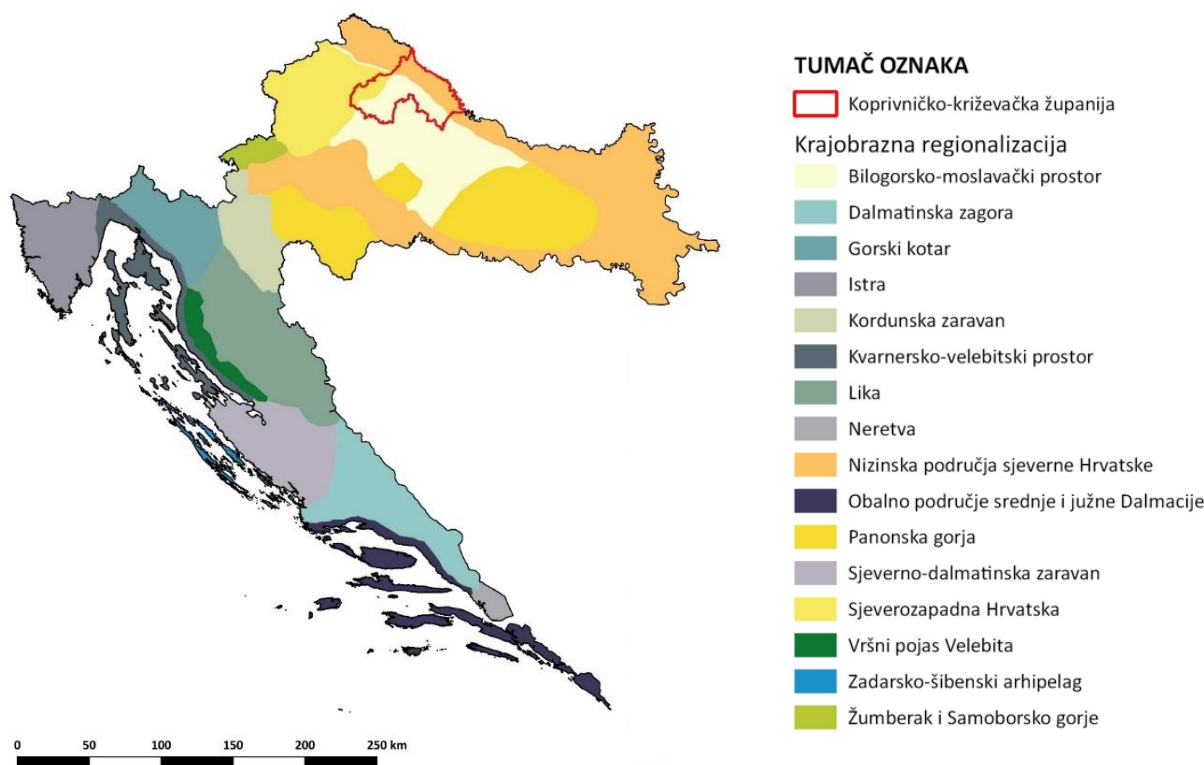 TUMAČ OZNAKA
Koprivničko-križevačka županija
Krajobrazna regionalizacija
Bilogorsko-moslavački prostor
Dalmatinska zagora
Gorski kotar
Istra
Kordunska zaravan
Kvarnersko-velebitski prostor
Lika
Neretva
Nizinska područja sjeverne Hrvatske
Obalno područje srednje i južne Dalmacije
Panonska gorja
Sjeverno-dalmatinska zaravan
Sjeverozapadna Hrvatska
Vršni pojas Velebita
Zadarsko-šibenski arhipelag
Žumberak i Samoborsko gorje
0 50 100 150 200 250 km